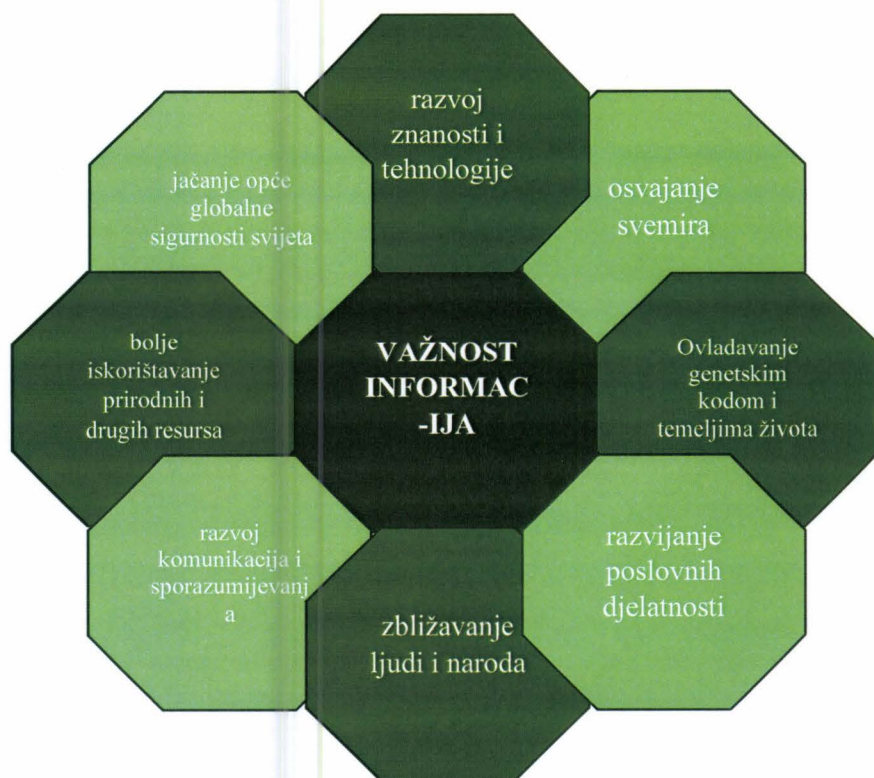 razvoj
znanosti i
tehnologije
osvajanje
svemira
Ovladavanje
genetskim
kodom i
temeljima života
razvijanje
poslovnih
djelatnosti
zbližavanje
ljudi i naroda
razvoj
komunikacija i
sporazumijevanj
a
bolje
iskorištavanje
prirodnih i
drugih resursa
jačanje opće
globalne
sigurnosti svijeta
VAŽNOST
INFORMAC
-IJA